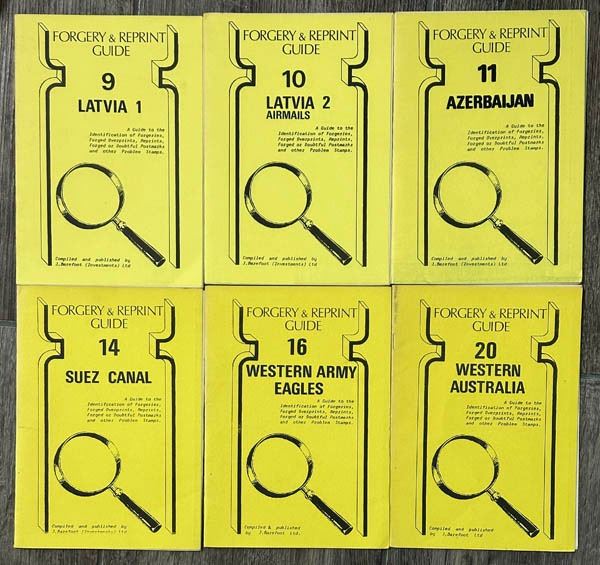 FORGERY & REPRINT
GUIDE
9
LATVIA 1
A Guide to the
Identification of Forgeries,
Forged Overprints, Reprints,
Forged or Doubtful Postmarks
and other Problem Stamps.
Compiled and published by
J.Barefoot (Investments) Ltd
FORGERY & REPRINT
GUIDE
10
LATVIA 2
AIRMAILS
A Guide to the
Identification of Forgeries,
Forged Overprints, Reprints,
Forged or Doubtful Postmarks
and other Problem Stamps.
Compiled and published by
J.Barefoot (Investments) Ltd
FORGERY & REPRINT
GUIDE
11
AZERBAIJAN
A Guide to the
Identification of Forgeries,
Forged Overprints, Reprints,
Forged or Doubtful Postmarks
and other Problem Stamps.
Compiled and published by
J.Barefoot (Investments) Ltd
FORGERY & REPRINT
GUIDE
14
SUEZ CANAL
A Guide to the
Identification of Forgeries,
Forged Overprints, Reprints,
Forged or Doubtful Postmarks
and other Problem Stamps.
Compiled and published by
J.Barefoot (Investments) Ltd
FORGERY & REPRINT
GUIDE
16
WESTERN ARMY
EAGLES
A Guide to the
Identification of Forgeries,
Forged Overprints, Reprints,
Forged or Doubtful Postmarks
and other Problem Stamps.
Compiled & published
by J.Barefoot Ltd.
FORGERY & REPRINT
GUIDE
20
WESTERN
AUSTRALIA
A Guide to the
Identification of Forgeries,
Forged Overprints, Reprints,
Forged or Doubtful Postmarks
and other Problem Stamps.
Compiled and published
by J.Barefoot Ltd